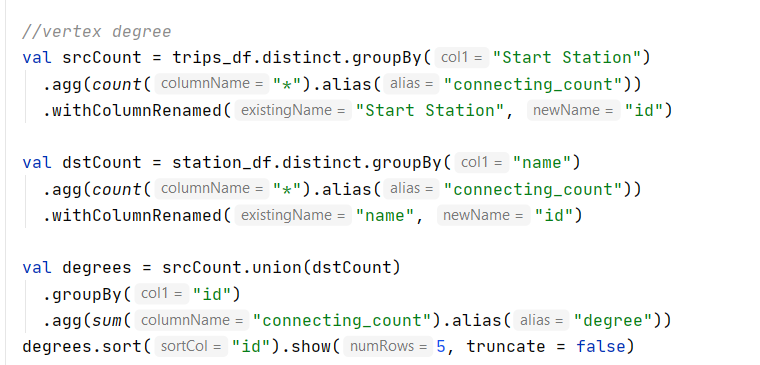 //vertex degree
val srcCount = trips_df.distinct.groupBy( col1 = "Start Station")
.agg(count( columnName = "*").alias( alias = "connecting_count"))
.withColumnRenamed( existingName = "Start Station", newName = "id")
val dstCount = station_df.distinct.groupBy( col1 = "name")
.agg(count( columnName = "*").alias( alias = "connecting_count"))
.withColumnRenamed( existingName = "name", newName = "id")
val degrees = srcCount.union(dstCount)
.groupBy( col1 = "id")
.agg(sum( columnName = "connecting_count").alias( alias = "degree"))
degrees.sort( sortCol = "id").show( numRows = 5, truncate = false)